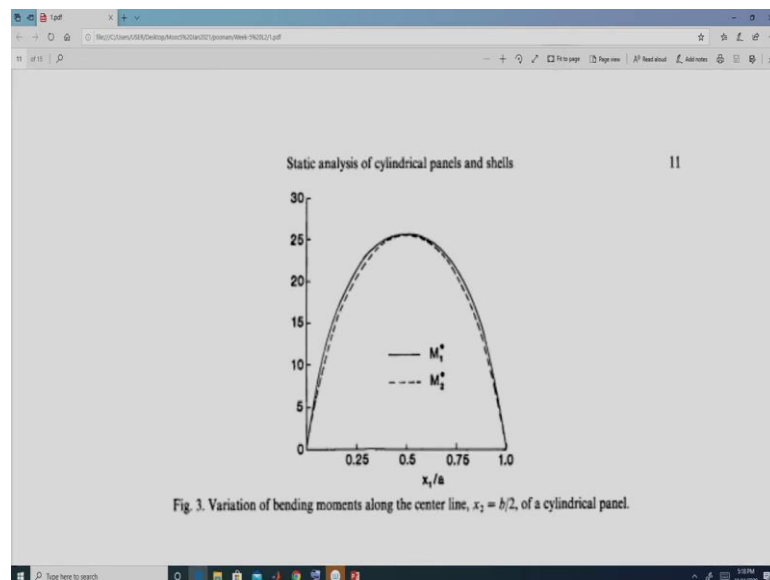 1.pdf
11 of 15
Fit to page Page view Read aloud Add notes
Static analysis of cylindrical panels and shells 11
30
25
20
15
10
5
0
M₁*
M₂*
0.25 0.5 0.75 1.0
x₁/a
Fig. 3. Variation of bending moments along the center line, x₂ = b/2, of a cylindrical panel.
Type here to search
5:10 PM